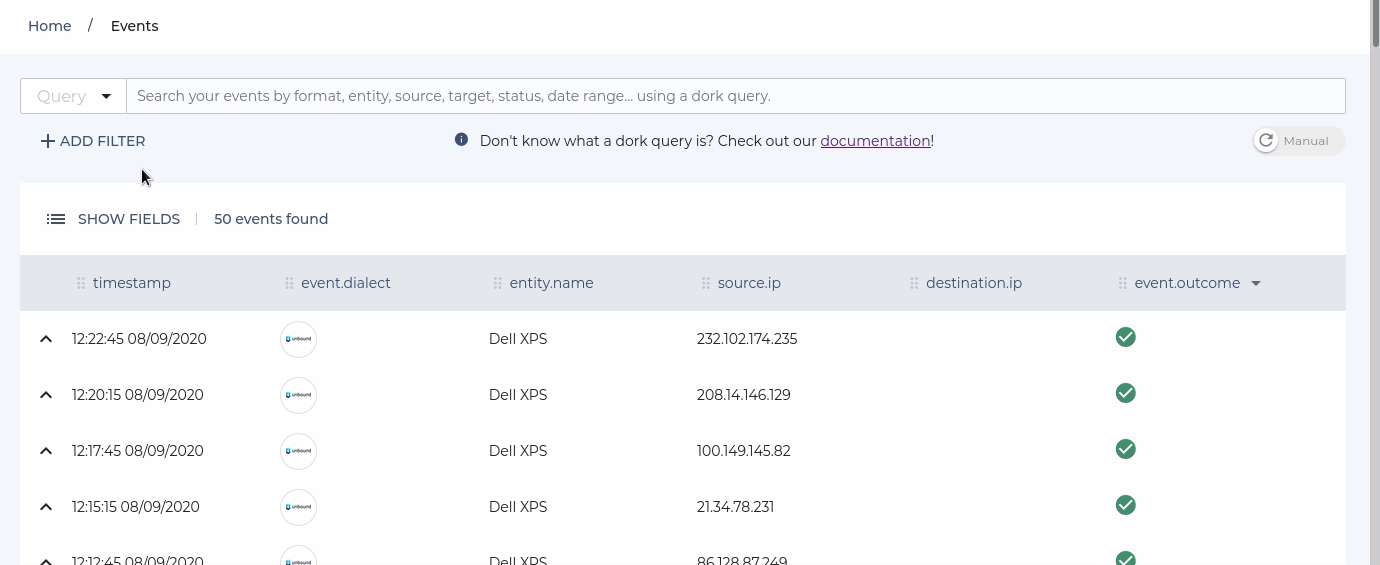 Home / Events
Query Search your events by format, entity, source, target, status, date range... using a dork query.
ADD FILTER Don't know what a dork query is? Check out our documentation! Manual
SHOW FIELDS | 50 events found
timestamp event.dialect entity.name source.ip destination.ip event.outcome
12:22:45 08/09/2020 unbound Dell XPS 232.102.174.235
12:20:15 08/09/2020 unbound Dell XPS 208.14.146.129
12:17:45 08/09/2020 unbound Dell XPS 100.149.145.82
12:15:15 08/09/2020 unbound Dell XPS 21.34.78.231
12:12:45 08/09/2020 unbound Dell XPS 86.128.87.249